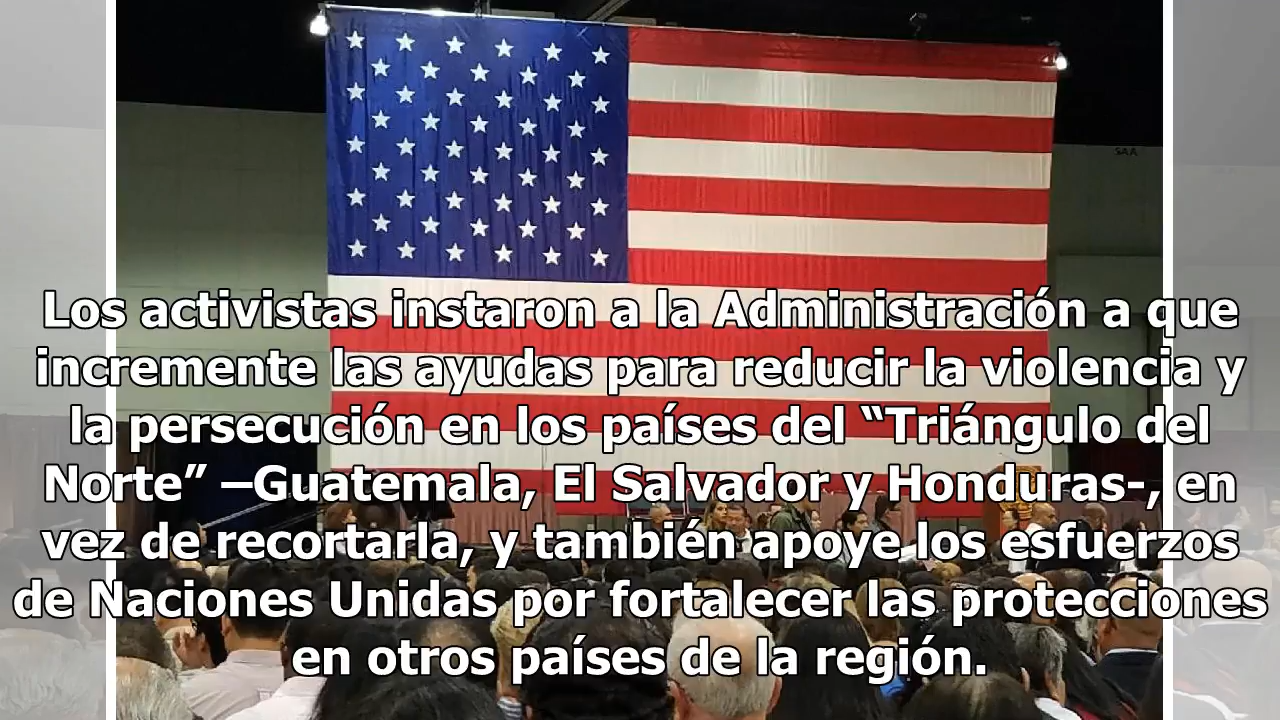 SAA
Los activistas instaron a la Administración a que
incremente las ayudas para reducir la violencia y
la persecución en los países del “Triángulo del
Norte” –Guatemala, El Salvador y Honduras-, en
vez de recortarla, y también apoye los esfuerzos
de Naciones Unidas por fortalecer las protecciones
en otros países de la región.